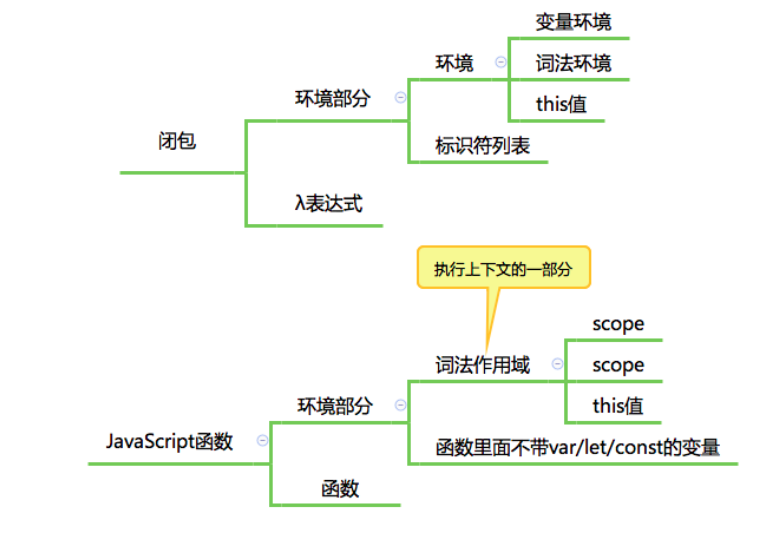 闭包
环境部分
环境
变量环境
词法环境
this值
标识符列表
λ表达式
执行上下文的一部分
JavaScript函数
环境部分
词法作用域
scope
scope
this值
函数里面不带var/let/const的变量
函数